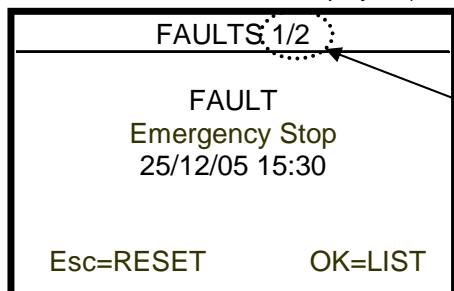 FAULTS 1/2
FAULT
Emergency Stop
25/12/05 15:30
Esc=RESET OK=LIST